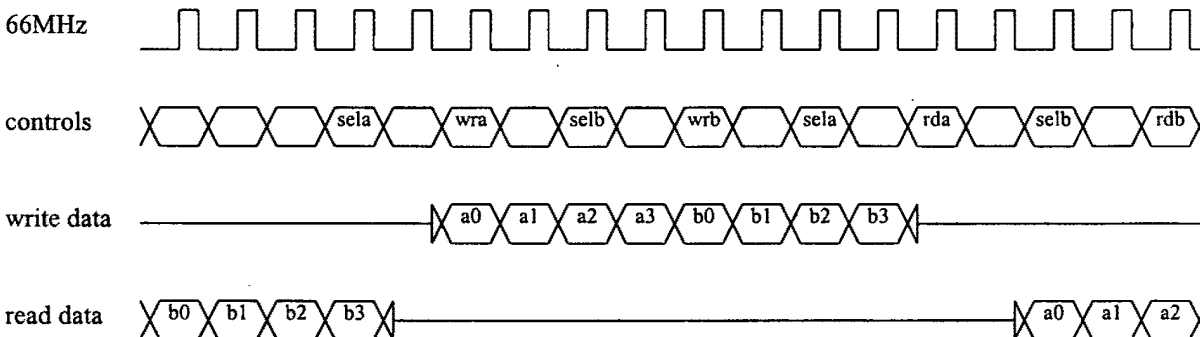 66MHz
controls sela wra selb wrb sela rda selb rdb
write data a0 a1 a2 a3 b0 b1 b2 b3
read data b0 b1 b2 b3 a0 a1 a2